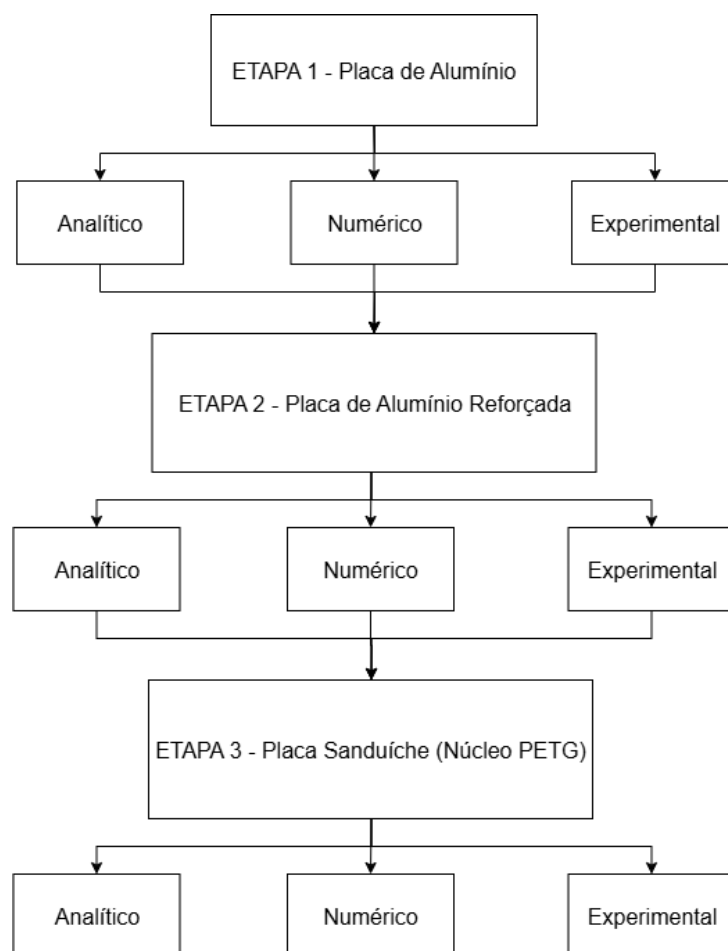 ETAPA 1 - Placa de Alumínio
Analítico
Numérico
Experimental
ETAPA 2 - Placa de Alumínio Reforçada
Analítico
Numérico
Experimental
ETAPA 3 - Placa Sanduíche (Núcleo PETG)
Analítico
Numérico
Experimental